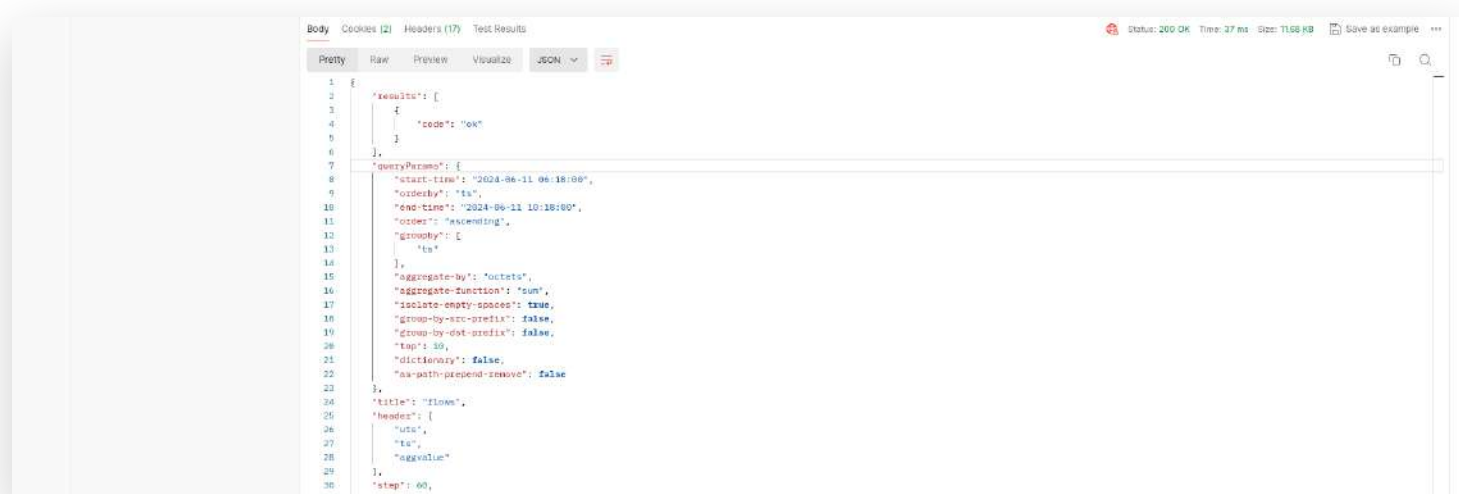 Body Cookies (2) Headers (17) Test Results Status: 200 OK Time: 37 ms Size: 11.68 KB Save as example
Pretty Raw Preview Visualize JSON
1 {
2 "results": [
3 {
4 "code": "ok"
5 }
6 ],
7 "queryParams": {
8 "start-time": "2024-06-11 06:18:00",
9 "orderby": "ts",
10 "end-time": "2024-06-11 10:18:00",
11 "order": "ascending",
12 "groupby": [
13 "ts"
14 ],
15 "aggregate-by": "octets",
16 "aggregate-function": "sum",
17 "isolate-empty-spaces": true,
18 "group-by-src-prefix": false,
19 "group-by-dst-prefix": false,
20 "top": 10,
21 "dictionary": false,
22 "as-path-prepend-remove": false
23 },
24 "title": "flows",
25 "header": [
26 "uts",
27 "ts",
28 "aggvalue"
29 ],
30 "step": 60,